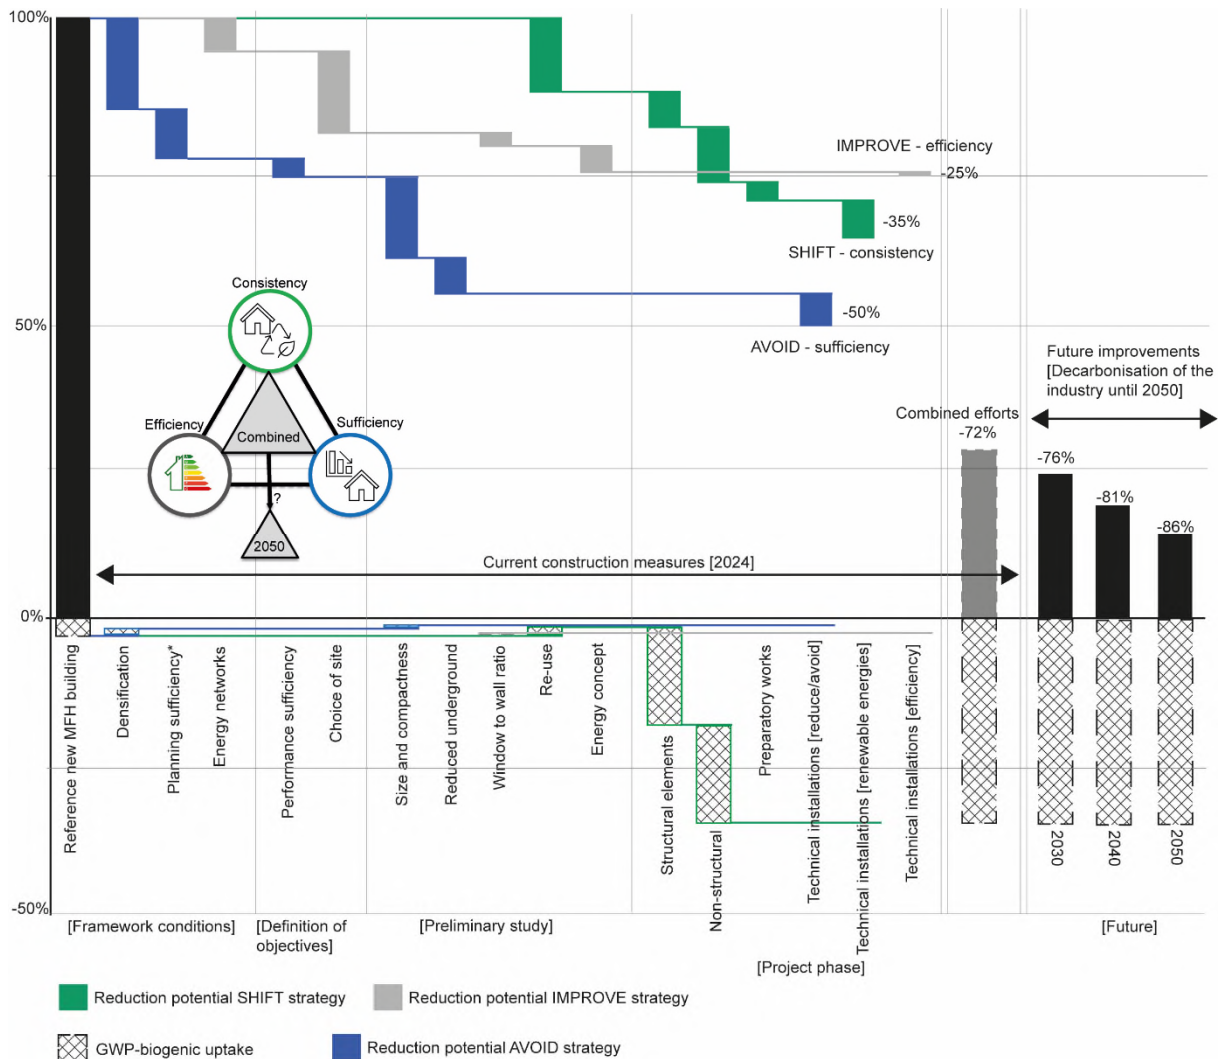 100%
50%
0%
-50%
IMPROVE - efficiency
-25%
-35%
SHIFT - consistency
-50%
AVOID - sufficiency
Consistency
Efficiency
Sufficiency
Combined
?
2050
Future improvements
[Decarbonisation of the
industry until 2050]
Combined efforts
-72%
-76%
-81%
-86%
Current construction measures [2024]
Reference new MFH building
Densification
Planning sufficiency*
Energy networks
Performance sufficiency
Choice of site
Size and compactness
Reduced underground
Window to wall ratio
Re-use
Energy concept
Structural elements
Non-structural
Preparatory works
Technical installations [reduce/avoid]
Technical installations [renewable energies]
Technical installations [efficiency]
2030
2040
2050
[Framework conditions]
[Definition of
objectives]
[Preliminary study]
[Project phase]
[Future]
Reduction potential SHIFT strategy
Reduction potential IMPROVE strategy
GWP-biogenic uptake
Reduction potential AVOID strategy